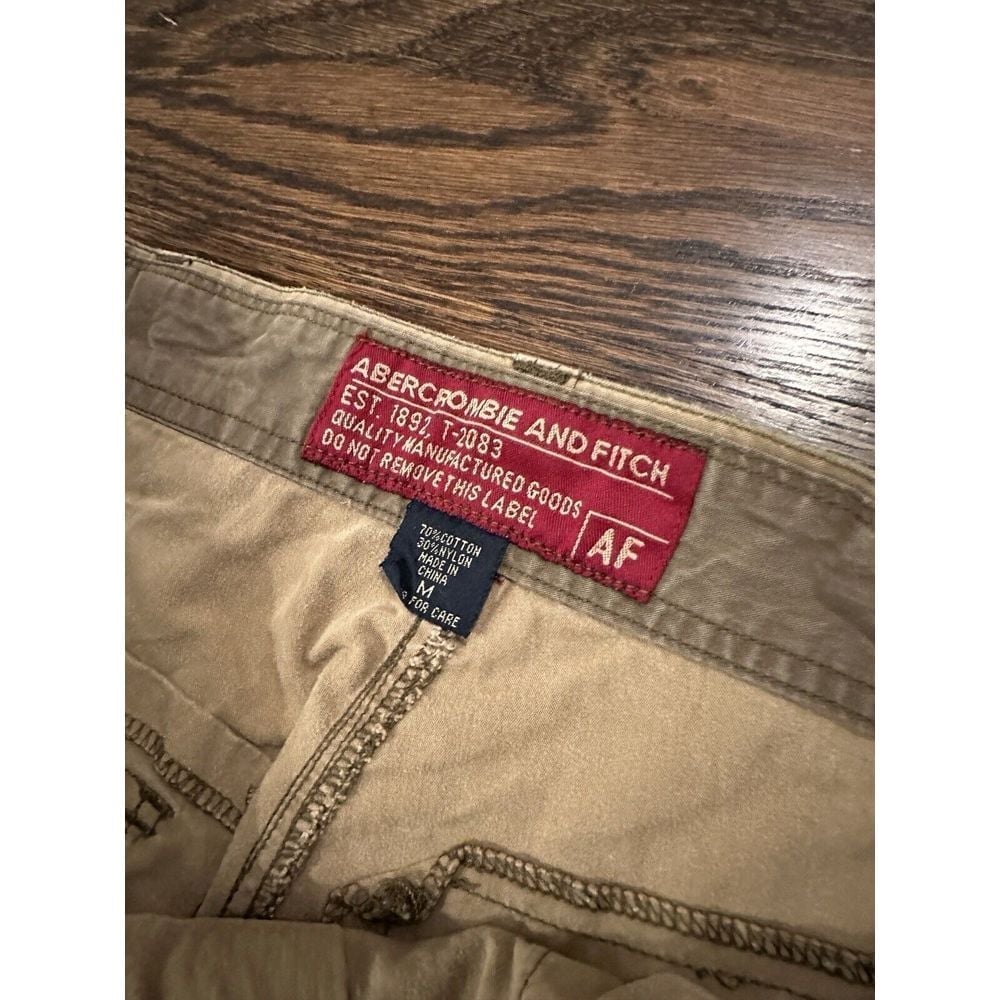 ABERCROMBIE AND FITCH
EST. 1892 T-2083
QUALITY MANUFACTURED GOODS
DO NOT REMOVE THIS LABEL
AF
70% COTTON
30% NYLON
MADE IN
CHINA
M
FOR CARE